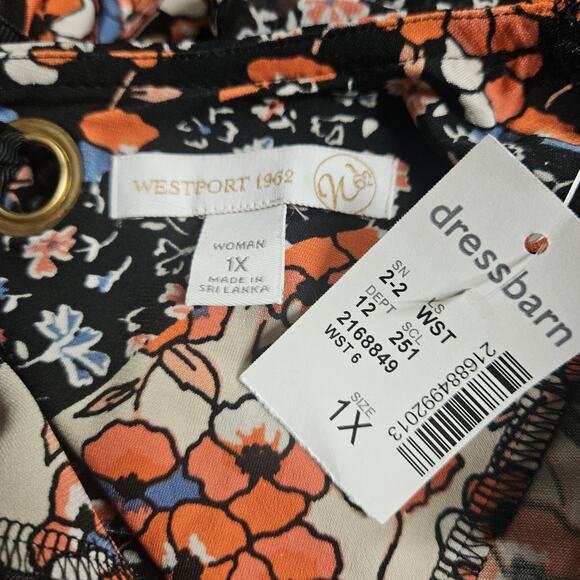 WESTPORT 1962
W 62
WOMAN
1X
MADE IN
SRI LANKA
dressbarn
SN LS
2-2 WST
DEPT SCL
12 251
2168849
WST 6
SIZE
1X
216884992013